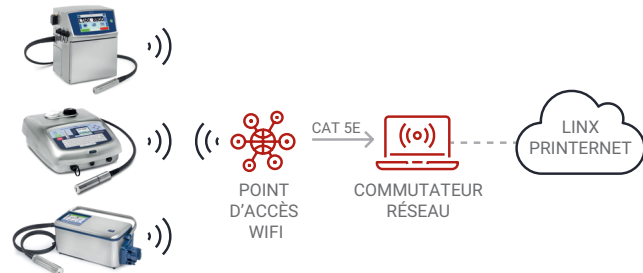 CAT 5E
POINT
D'ACCÈS
WIFI
COMMUTATEUR
RÉSEAU
LINX
PRINTERNET